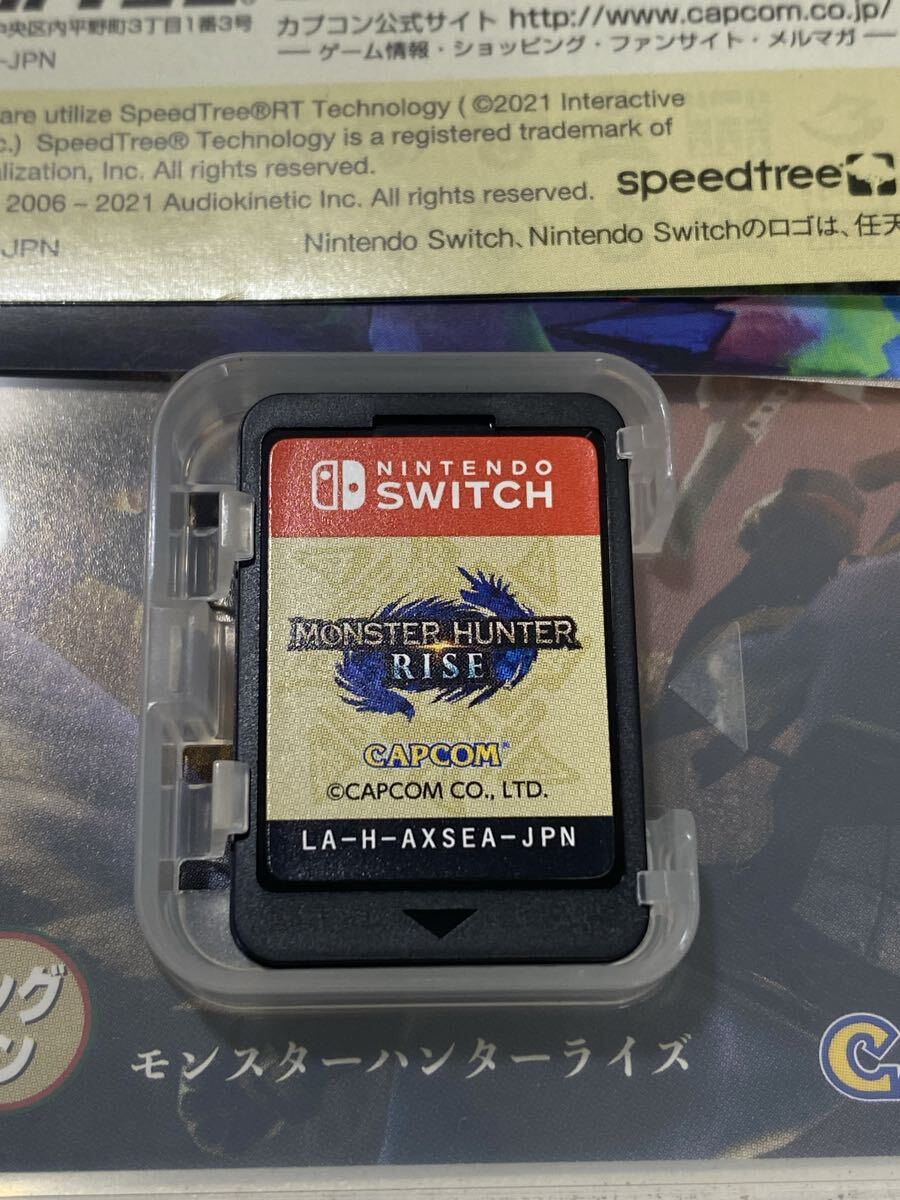 中央区内平野町3丁目1番3号
カプコン公式サイト http://www.capcom.co.jp/
ゲーム情報・ショッピング・ファンサイト・メルマガ
-JPN
are utilize SpeedTree®RT Technology ( ©2021 Interactive
c.) SpeedTree® Technology is a registered trademark of
alization, Inc. All rights reserved.
2006 – 2021 Audiokinetic Inc. All rights reserved.
speedtree
-JPN
Nintendo Switch、Nintendo Switchのロゴは、任天
NINTENDO
SWITCH
MONSTER HUNTER
RISE
CAPCOM
©CAPCOM CO., LTD.
LA-H-AXSEA-JPN
ング
ン
モンスターハンターライズ